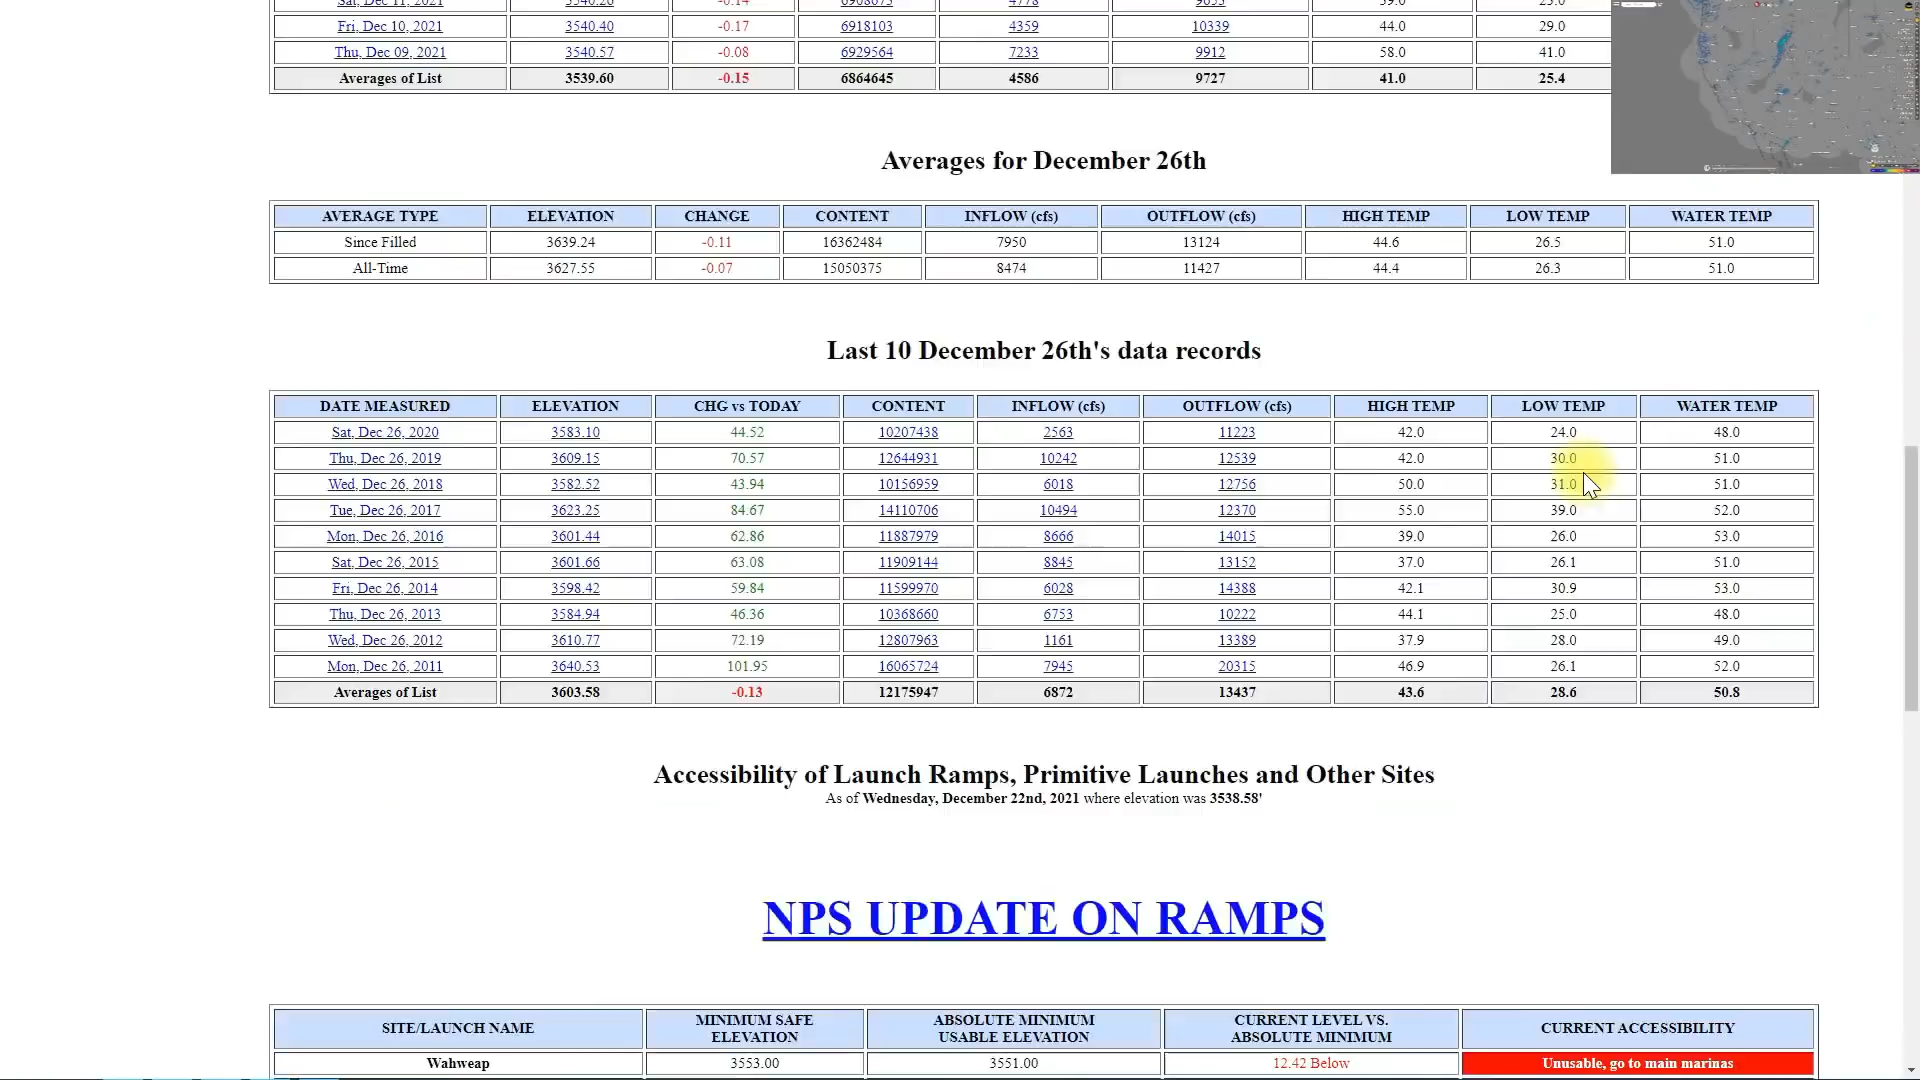 Sat, Dec 11, 2021 3540.26 -0.14 6908675 4778 9053 39.0 25.0
Fri, Dec 10, 2021 3540.40 -0.17 6918103 4359 10339 44.0 29.0
Thu, Dec 09, 2021 3540.57 -0.08 6929564 7233 9912 58.0 41.0
Averages of List 3539.60 -0.15 6864645 4586 9727 41.0 25.4
Averages for December 26th
AVERAGE TYPE ELEVATION CHANGE CONTENT INFLOW (cfs) OUTFLOW (cfs) HIGH TEMP LOW TEMP WATER TEMP
Since Filled 3639.24 -0.11 16362484 7950 13124 44.6 26.5 51.0
All-Time 3627.55 -0.07 15050375 8474 11427 44.4 26.3 51.0
Last 10 December 26th's data records
DATE MEASURED ELEVATION CHG vs TODAY CONTENT INFLOW (cfs) OUTFLOW (cfs) HIGH TEMP LOW TEMP WATER TEMP
Sat, Dec 26, 2020 3583.10 44.52 10207438 2563 11223 42.0 24.0 48.0
Thu, Dec 26, 2019 3609.15 70.57 12644931 10242 12539 42.0 30.0 51.0
Wed, Dec 26, 2018 3582.52 43.94 10156959 6018 12756 50.0 31.0 51.0
Tue, Dec 26, 2017 3623.25 84.67 14110706 10494 12370 55.0 39.0 52.0
Mon, Dec 26, 2016 3601.44 62.86 11887979 8666 14015 39.0 26.0 53.0
Sat, Dec 26, 2015 3601.66 63.08 11909144 8845 13152 37.0 26.1 51.0
Fri, Dec 26, 2014 3598.42 59.84 11599970 6028 14388 42.1 30.9 53.0
Thu, Dec 26, 2013 3584.94 46.36 10368660 6753 10222 44.1 25.0 48.0
Wed, Dec 26, 2012 3610.77 72.19 12807963 1161 13389 37.9 28.0 49.0
Mon, Dec 26, 2011 3640.53 101.95 16065724 7945 20315 46.9 26.1 52.0
Averages of List 3603.58 -0.13 12175947 6872 13437 43.6 28.6 50.8
Accessibility of Launch Ramps, Primitive Launches and Other Sites
As of Wednesday, December 22nd, 2021 where elevation was 3538.58'
NPS UPDATE ON RAMPS
SITE/LAUNCH NAME MINIMUM SAFE ELEVATION ABSOLUTE MINIMUM USABLE ELEVATION CURRENT LEVEL VS. ABSOLUTE MINIMUM CURRENT ACCESSIBILITY
Wahweap 3553.00 3551.00 12.42 Below Unusable, go to main marinas